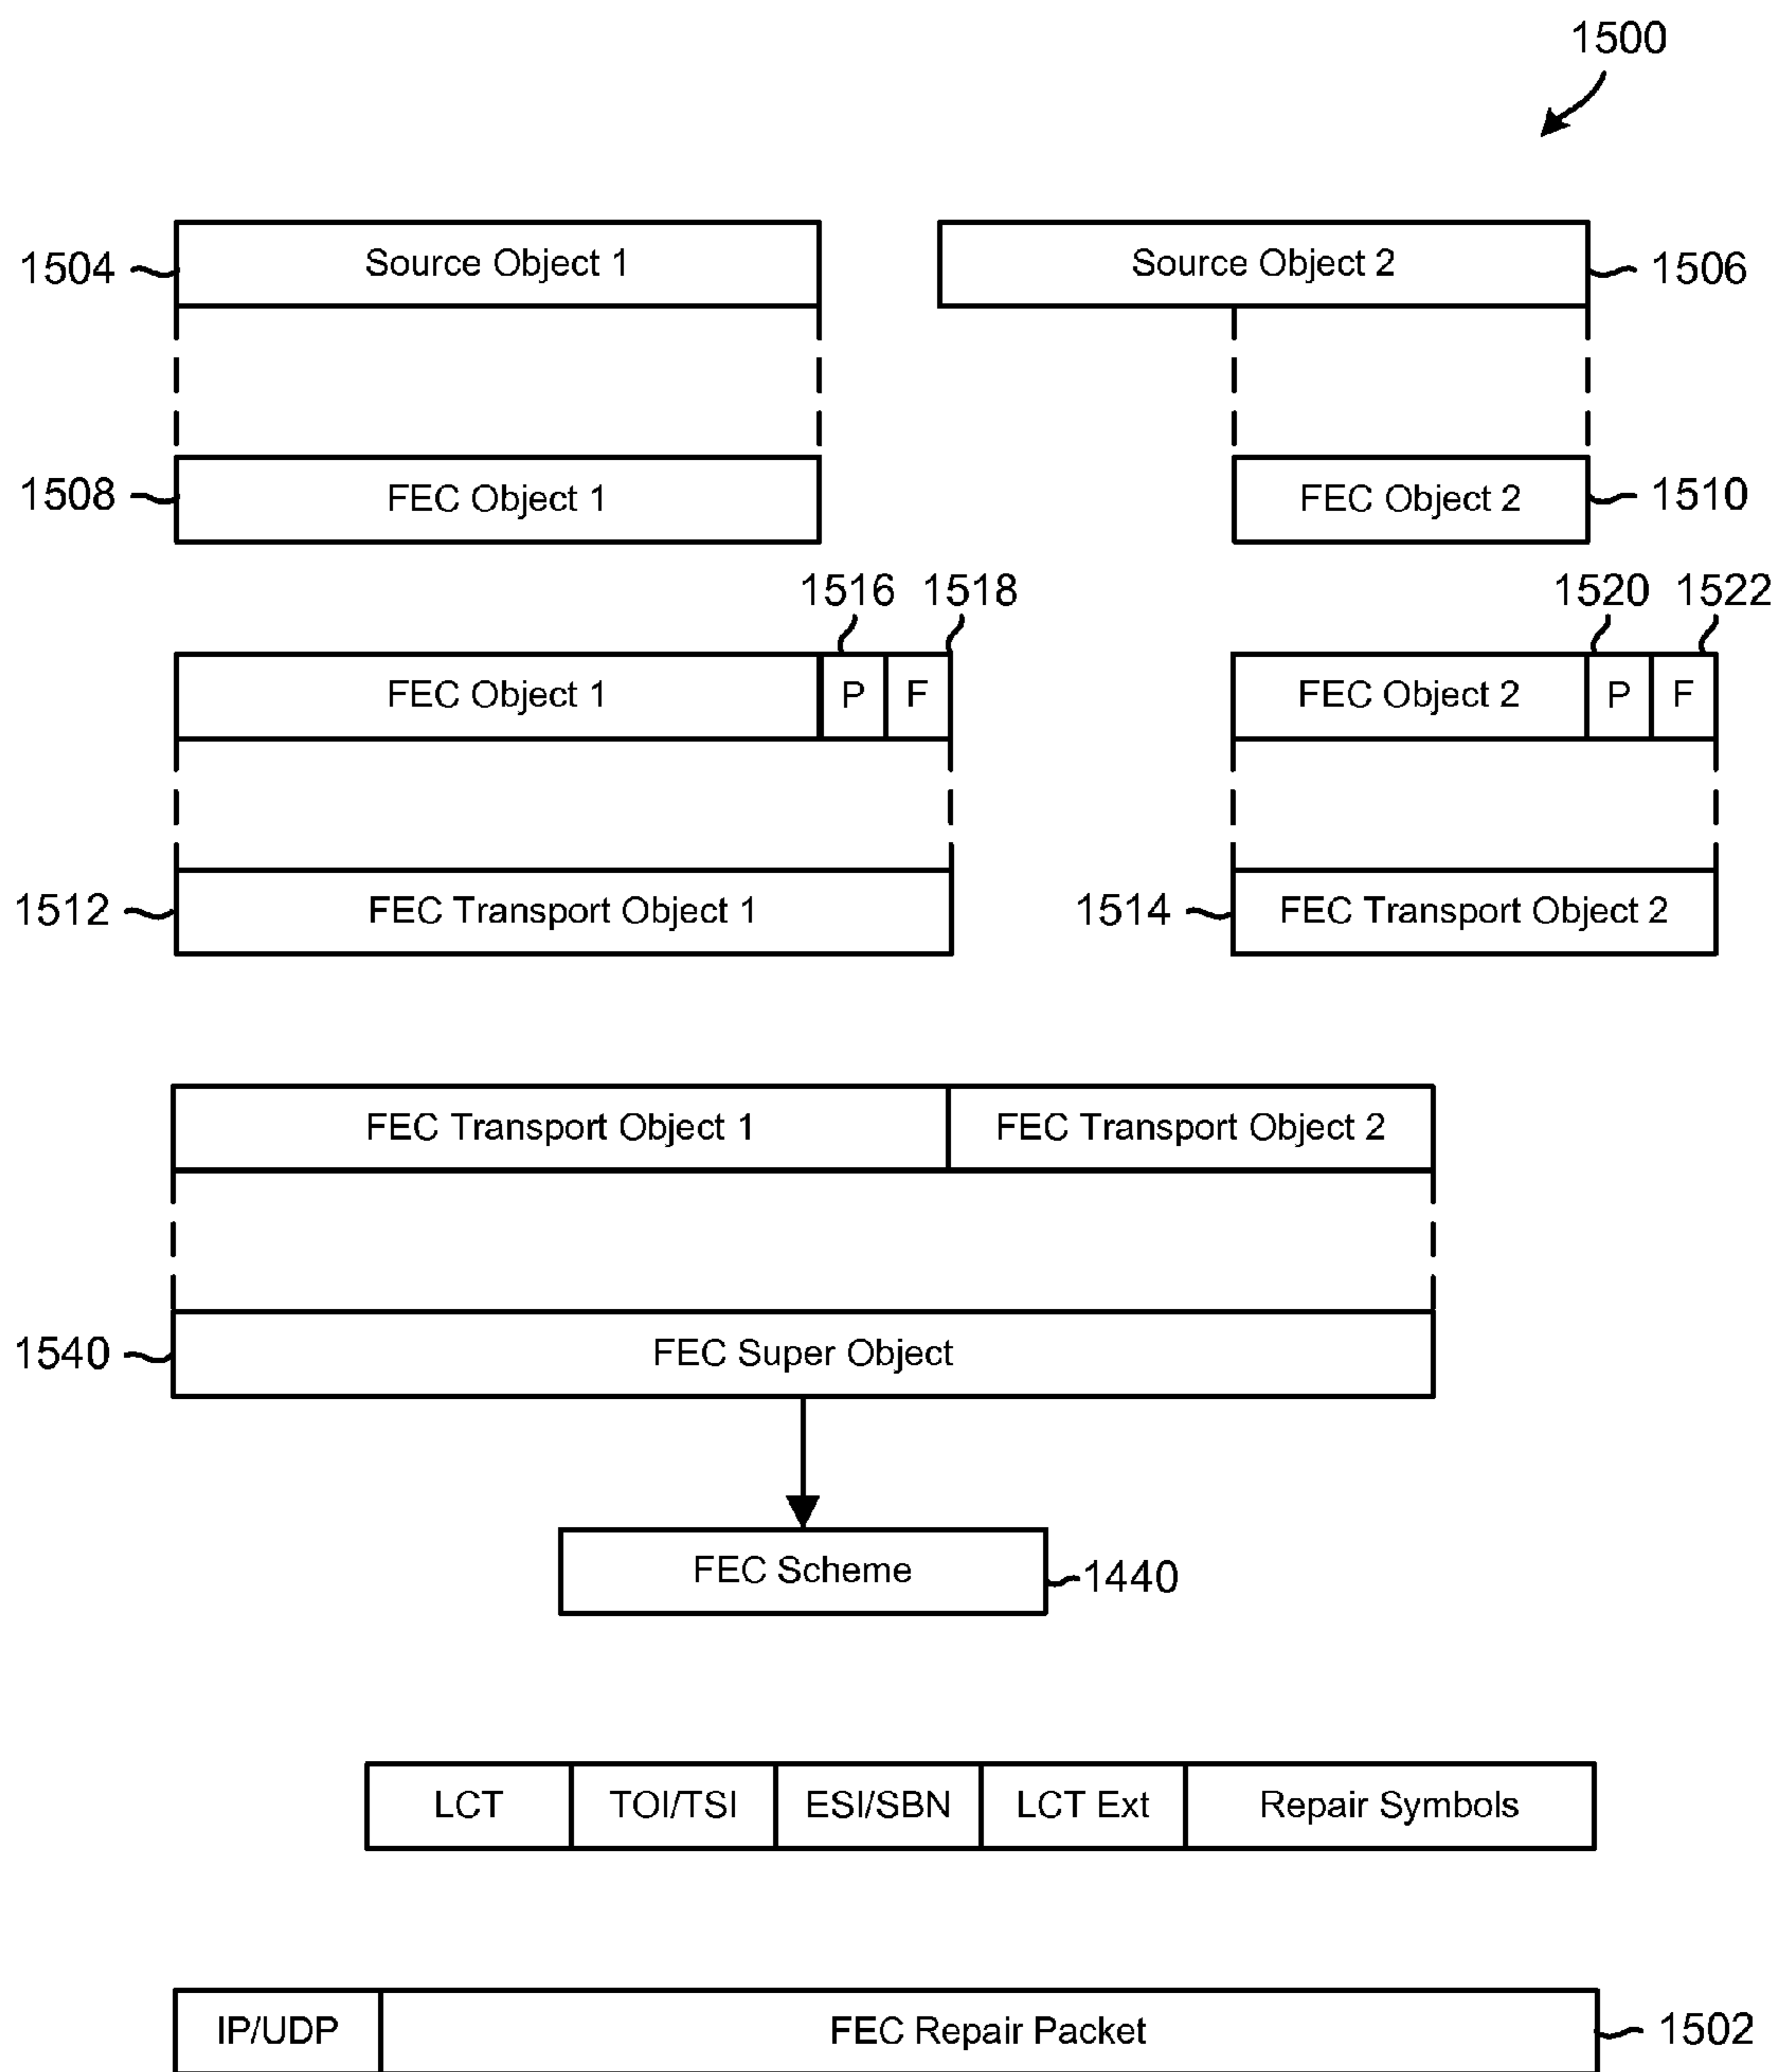 1500
1504 Source Object 1 Source Object 2 1506
1508 FEC Object 1 FEC Object 2 1510
1516 1518 1520 1522
FEC Object 1 P F FEC Object 2 P F
1512 FEC Transport Object 1 1514 FEC Transport Object 2
FEC Transport Object 1 FEC Transport Object 2
1540 FEC Super Object
FEC Scheme 1440
LCT TOI/TSI ESI/SBN LCT Ext Repair Symbols
IP/UDP FEC Repair Packet 1502